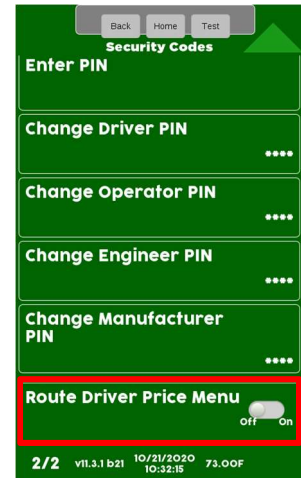 Back Home Test
Security Codes
Enter PIN
Change Driver PIN
****
Change Operator PIN
****
Change Engineer PIN
****
Change Manufacturer
PIN
****
Route Driver Price Menu
Off On
2/2 v11.3.1 b21 10/21/2020 10:32:15 73.00F